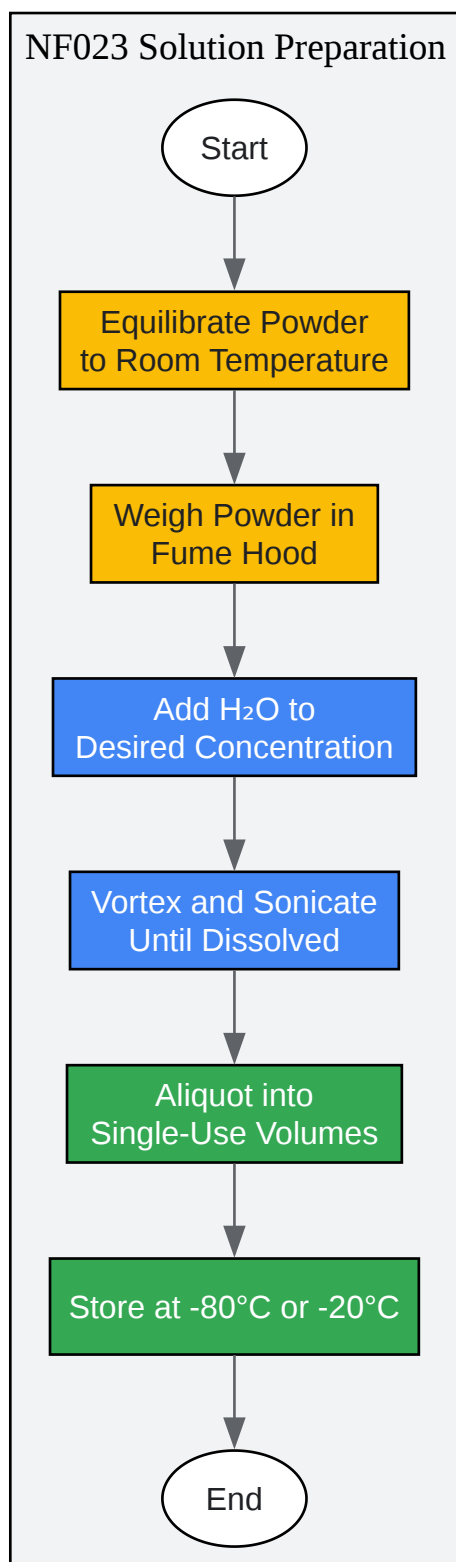 NF023 Solution Preparation
Start
Equilibrate Powder
to Room Temperature
Weigh Powder in
Fume Hood
Add H₂O to
Desired Concentration
Vortex and Sonicate
Until Dissolved
Aliquot into
Single-Use Volumes
Store at -80°C or -20°C
End